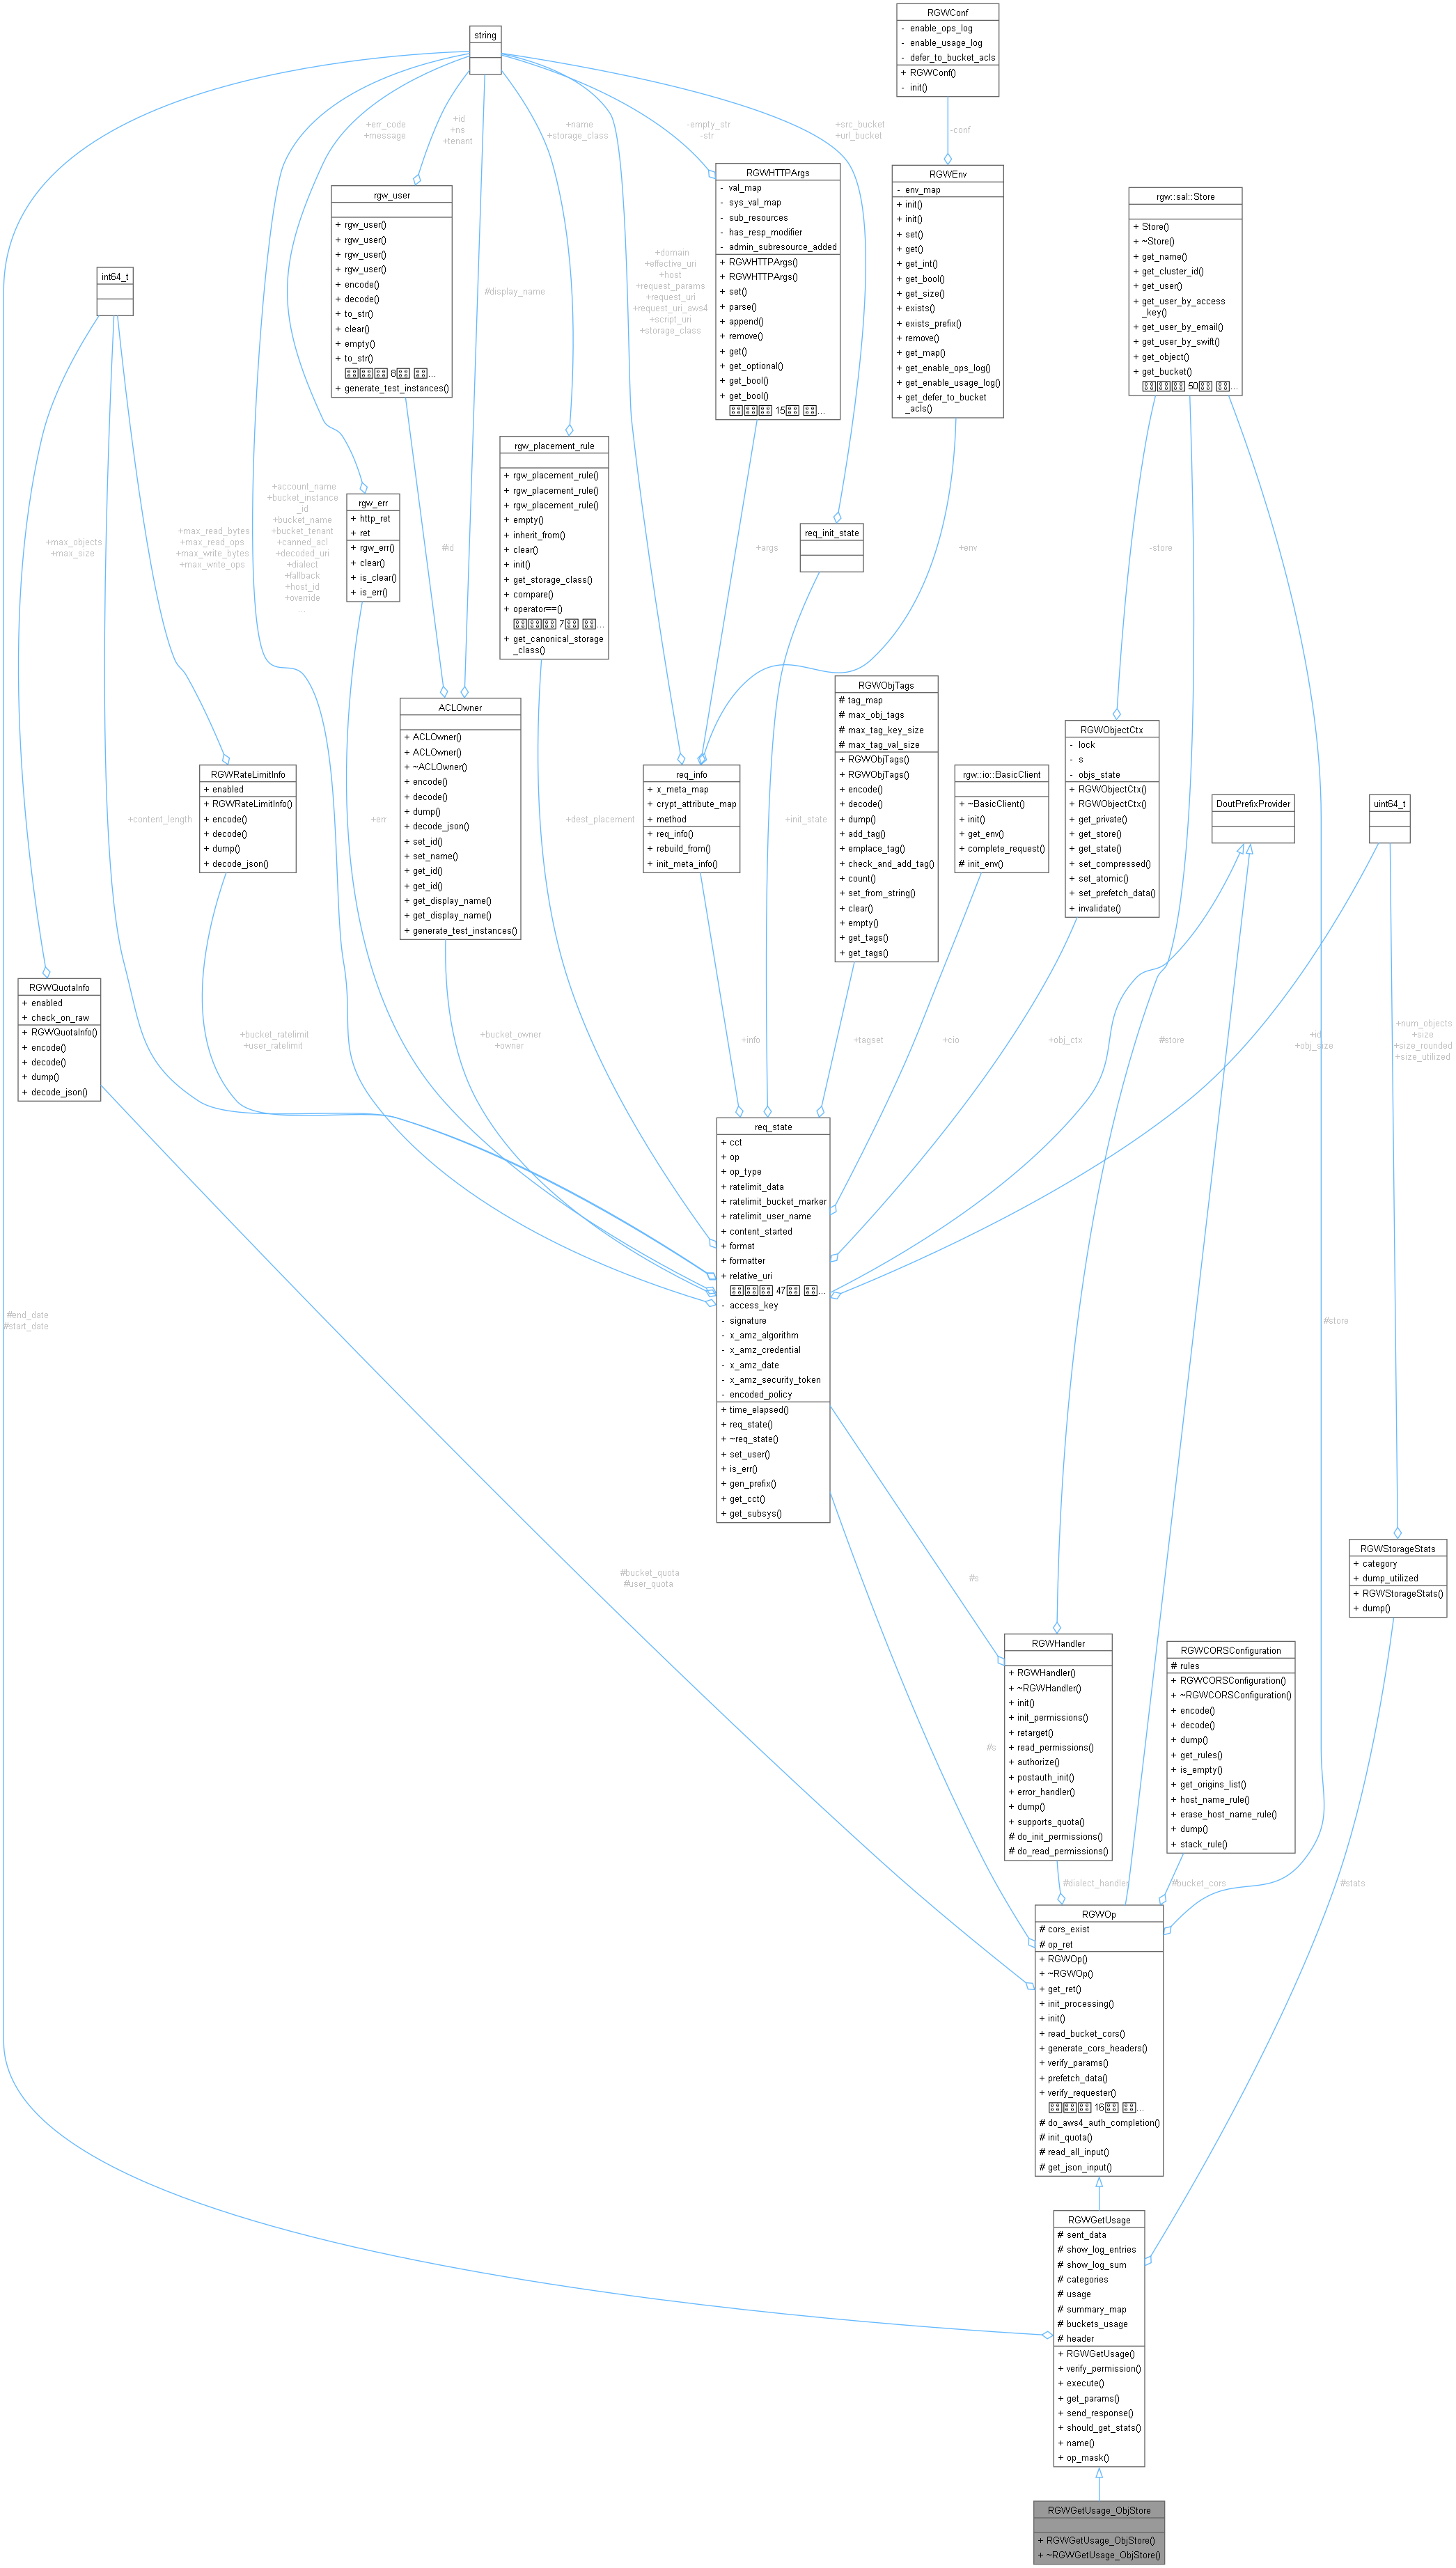 RGWConf
- enable_ops_log
- enable_usage_log
- defer_to_bucket_acls
+ RGWConf()
- init()
string
-conf
+err_code
+message
+id
+ns
+tenant
+name
+storage_class
-empty_str
-str
+src_bucket
+url_bucket
rgw_user
+ rgw_user()
+ rgw_user()
+ rgw_user()
+ rgw_user()
+ encode()
+ decode()
+ to_str()
+ clear()
+ empty()
+ to_str()
8
...
+ generate_test_instances()
RGWHTTPArgs
- val_map
- sys_val_map
- sub_resources
- has_resp_modifier
- admin_subresource_added
+ RGWHTTPArgs()
+ RGWHTTPArgs()
+ set()
+ parse()
+ append()
+ remove()
+ get()
+ get_optional()
+ get_bool()
+ get_bool()
15
...
RGWEnv
- env_map
+ init()
+ init()
+ set()
+ get()
+ get_int()
+ get_bool()
+ get_size()
+ exists()
+ exists_prefix()
+ remove()
+ get_map()
+ get_enable_ops_log()
+ get_enable_usage_log()
+ get_defer_to_bucket
_acls()
rgw::sal::Store
+ Store()
+ ~Store()
+ get_name()
+ get_cluster_id()
+ get_user()
+ get_user_by_access
_key()
+ get_user_by_email()
+ get_user_by_swift()
+ get_object()
+ get_bucket()
50
...
int64_t
#display_name
+domain
+effective_uri
+host
+request_params
+request_uri
+request_uri_aws4
+script_uri
+storage_class
rgw_placement_rule
+ rgw_placement_rule()
+ rgw_placement_rule()
+ rgw_placement_rule()
+ empty()
+ inherit_from()
+ clear()
+ init()
+ get_storage_class()
+ compare()
+ operator==()
7
...
+ get_canonical_storage
_class()
rgw_err
+ http_ret
+ ret
+ rgw_err()
+ clear()
+ is_clear()
+ is_err()
+account_name
+bucket_instance
_id
+bucket_name
+bucket_tenant
+canned_acl
+decoded_uri
+dialect
+fallback
+host_id
+override
...
+max_objects
+max_size
+max_read_bytes
+max_read_ops
+max_write_bytes
+max_write_ops
#id
+args
req_init_state
+env
-store
ACLOwner
+ ACLOwner()
+ ACLOwner()
+ ~ACLOwner()
+ encode()
+ decode()
+ dump()
+ decode_json()
+ set_id()
+ set_name()
+ get_id()
+ get_id()
+ get_display_name()
+ get_display_name()
+ generate_test_instances()
RGWObjTags
# tag_map
# max_obj_tags
# max_tag_key_size
# max_tag_val_size
+ RGWObjTags()
+ RGWObjTags()
+ encode()
+ decode()
+ dump()
+ add_tag()
+ emplace_tag()
+ check_and_add_tag()
+ count()
+ set_from_string()
+ clear()
+ empty()
+ get_tags()
+ get_tags()
RGWObjectCtx
- lock
- s
- objs_state
+ RGWObjectCtx()
+ RGWObjectCtx()
+ get_private()
+ get_store()
+ get_state()
+ set_compressed()
+ set_atomic()
+ set_prefetch_data()
+ invalidate()
RGWRateLimitInfo
+ enabled
+ RGWRateLimitInfo()
+ encode()
+ decode()
+ dump()
+ decode_json()
req_info
+ x_meta_map
+ crypt_attribute_map
+ method
+ req_info()
+ rebuild_from()
+ init_meta_info()
rgw::io::BasicClient
+ ~BasicClient()
+ init()
+ get_env()
+ complete_request()
# init_env()
DoutPrefixProvider
uint64_t
+content_length
+err
+dest_placement
+init_state
RGWQuotaInfo
+ enabled
+ check_on_raw
+ RGWQuotaInfo()
+ encode()
+ decode()
+ dump()
+ decode_json()
+bucket_ratelimit
+user_ratelimit
+bucket_owner
+owner
+info
+tagset
+cio
+obj_ctx
#store
+id
+obj_size
+num_objects
+size
+size_rounded
+size_utilized
req_state
+ cct
+ op
+ op_type
+ ratelimit_data
+ ratelimit_bucket_marker
+ ratelimit_user_name
+ content_started
+ format
+ formatter
+ relative_uri
47
...
- access_key
- signature
- x_amz_algorithm
- x_amz_credential
- x_amz_date
- x_amz_security_token
- encoded_policy
+ time_elapsed()
+ req_state()
+ ~req_state()
+ set_user()
+ is_err()
+ gen_prefix()
+ get_cct()
+ get_subsys()
#end_date
#start_date
#store
#bucket_quota
#user_quota
#s
RGWStorageStats
+ category
+ dump_utilized
+ RGWStorageStats()
+ dump()
RGWHandler
+ RGWHandler()
+ ~RGWHandler()
+ init()
+ init_permissions()
+ retarget()
+ read_permissions()
+ authorize()
+ postauth_init()
+ error_handler()
+ dump()
+ supports_quota()
# do_init_permissions()
# do_read_permissions()
RGWCORSConfiguration
# rules
+ RGWCORSConfiguration()
+ ~RGWCORSConfiguration()
+ encode()
+ decode()
+ dump()
+ get_rules()
+ is_empty()
+ get_origins_list()
+ host_name_rule()
+ erase_host_name_rule()
+ dump()
+ stack_rule()
#s
#dialect_handler
#bucket_cors
#stats
RGWOp
# cors_exist
# op_ret
+ RGWOp()
+ ~RGWOp()
+ get_ret()
+ init_processing()
+ init()
+ read_bucket_cors()
+ generate_cors_headers()
+ verify_params()
+ prefetch_data()
+ verify_requester()
16
...
# do_aws4_auth_completion()
# init_quota()
# read_all_input()
# get_json_input()
RGWGetUsage
# sent_data
# show_log_entries
# show_log_sum
# categories
# usage
# summary_map
# buckets_usage
# header
+ RGWGetUsage()
+ verify_permission()
+ execute()
+ get_params()
+ send_response()
+ should_get_stats()
+ name()
+ op_mask()
RGWGetUsage_ObjStore
+ RGWGetUsage_ObjStore()
+ ~RGWGetUsage_ObjStore()